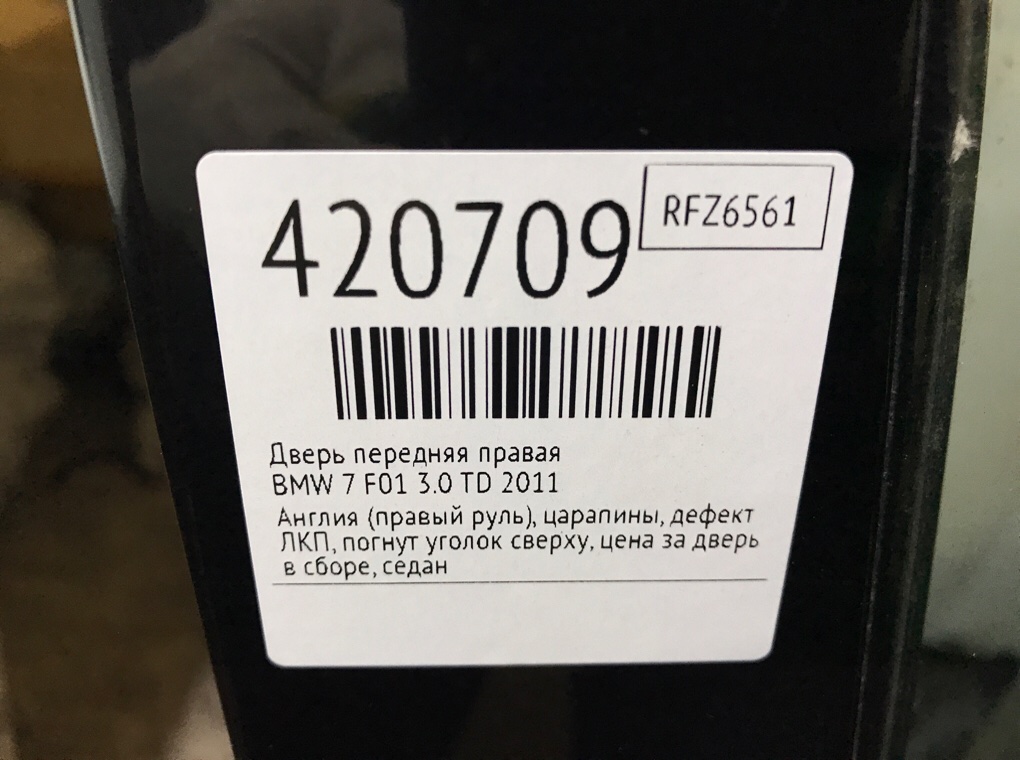 420709
RFZ6561
Дверь передняя правая
BMW 7 F01 3.0 TD 2011
Англия (правый руль), царапины, дефект
ЛКП, погнут уголок сверху, цена за дверь
в сборе, седан